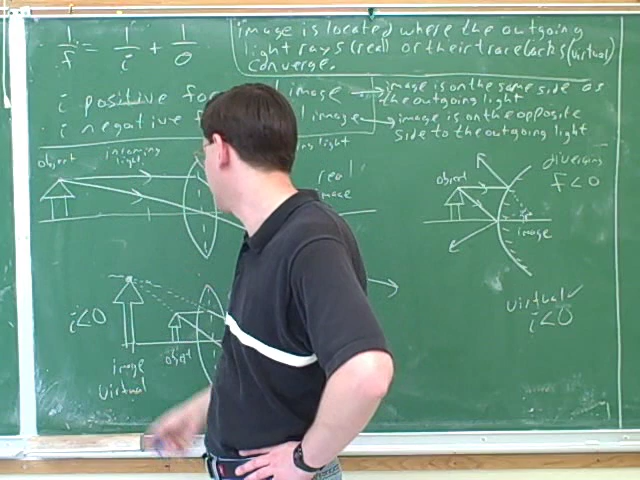 1/f = 1/i + 1/o
image is located where the outgoing
light rays (real) or their trace backs (virtual)
converge.
i positive for image → image is on the same side as
the outgoing light
i negative image → image is on the opposite
side to the outgoing light
object
incoming
light
light
real
object
image
diverging
f<0
i<0
image
virtual
object
virtual ✓
i<0